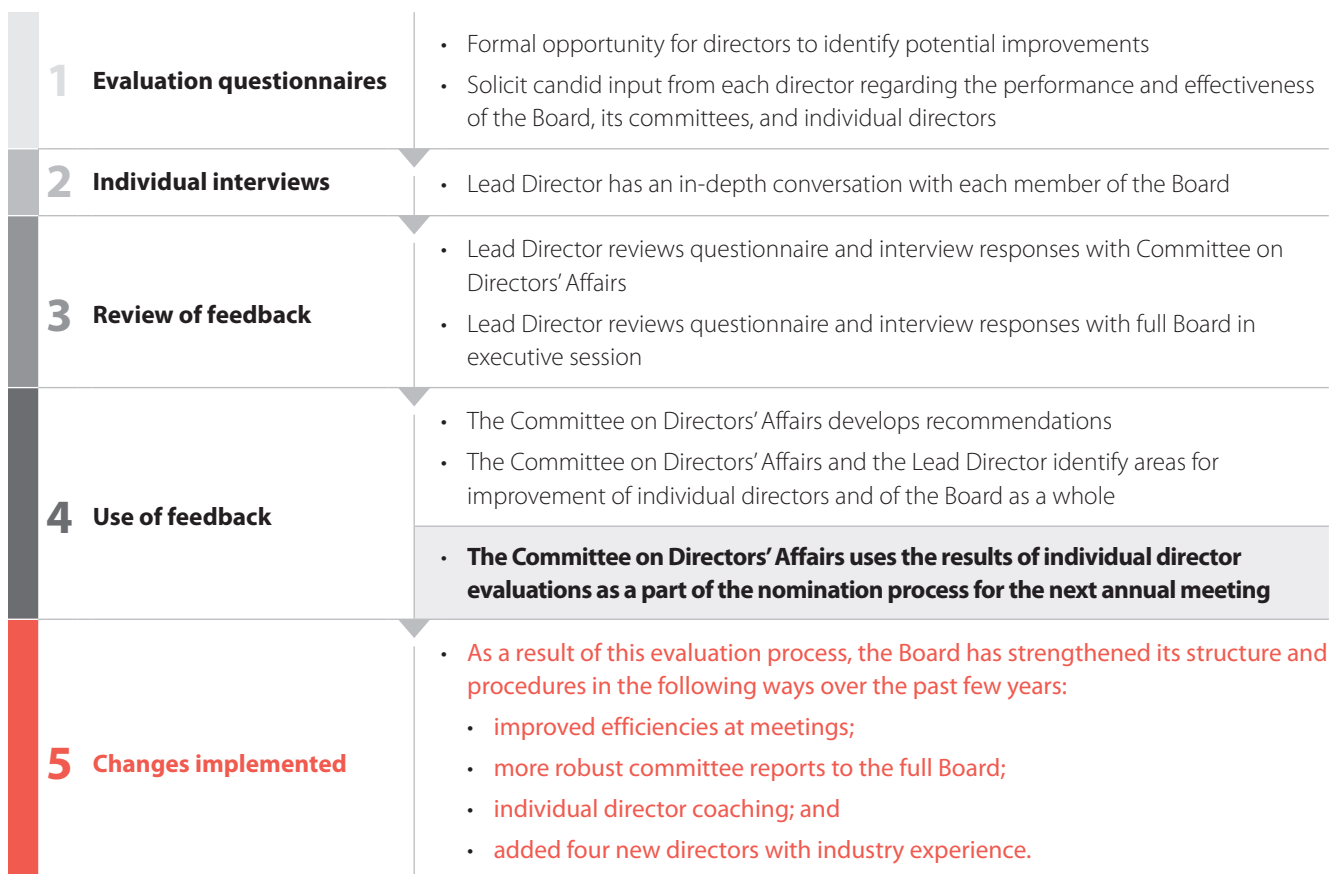 1 Evaluation questionnaires
• Formal opportunity for directors to identify potential improvements
• Solicit candid input from each director regarding the performance and effectiveness
of the Board, its committees, and individual directors
2 Individual interviews
• Lead Director has an in-depth conversation with each member of the Board
3 Review of feedback
• Lead Director reviews questionnaire and interview responses with Committee on
Directors' Affairs
• Lead Director reviews questionnaire and interview responses with full Board in
executive session
4 Use of feedback
• The Committee on Directors' Affairs develops recommendations
• The Committee on Directors' Affairs and the Lead Director identify areas for
improvement of individual directors and of the Board as a whole
• The Committee on Directors' Affairs uses the results of individual director
evaluations as a part of the nomination process for the next annual meeting
5 Changes implemented
• As a result of this evaluation process, the Board has strengthened its structure and
procedures in the following ways over the past few years:
• improved efficiencies at meetings;
• more robust committee reports to the full Board;
• individual director coaching; and
• added four new directors with industry experience.